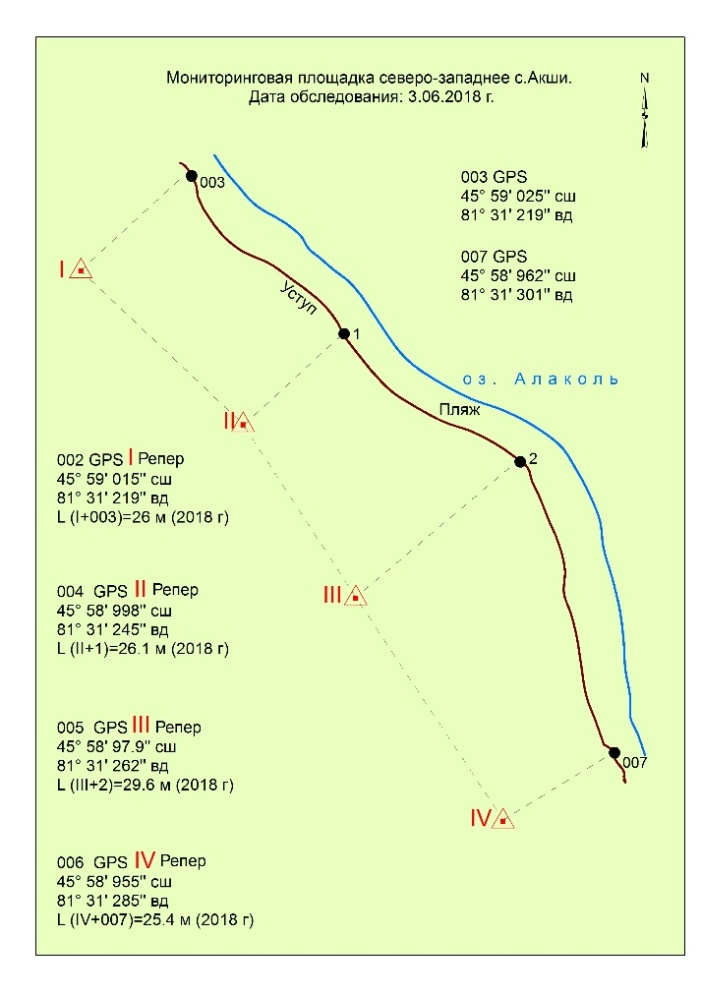 Мониторинговая площадка северо-западнее с.Акши.
Дата обследования: 3.06.2018 г.
N
003
003 GPS
45° 59' 025" сш
81° 31' 219" вд
007 GPS
45° 58' 962" сш
81° 31' 301" вд
I
Уступ
1
оз. Алаколь
Пляж
II
2
002 GPS I Репер
45° 59' 015" сш
81° 31' 219" вд
L (I+003)=26 м (2018 г)
III
004 GPS II Репер
45° 58' 998" сш
81° 31' 245" вд
L (II+1)=26.1 м (2018 г)
005 GPS III Репер
45° 58' 97.9" сш
81° 31' 262" вд
L (III+2)=29.6 м (2018 г)
007
IV
006 GPS IV Репер
45° 58' 955" сш
81° 31' 285" вд
L (IV+007)=25.4 м (2018 г)